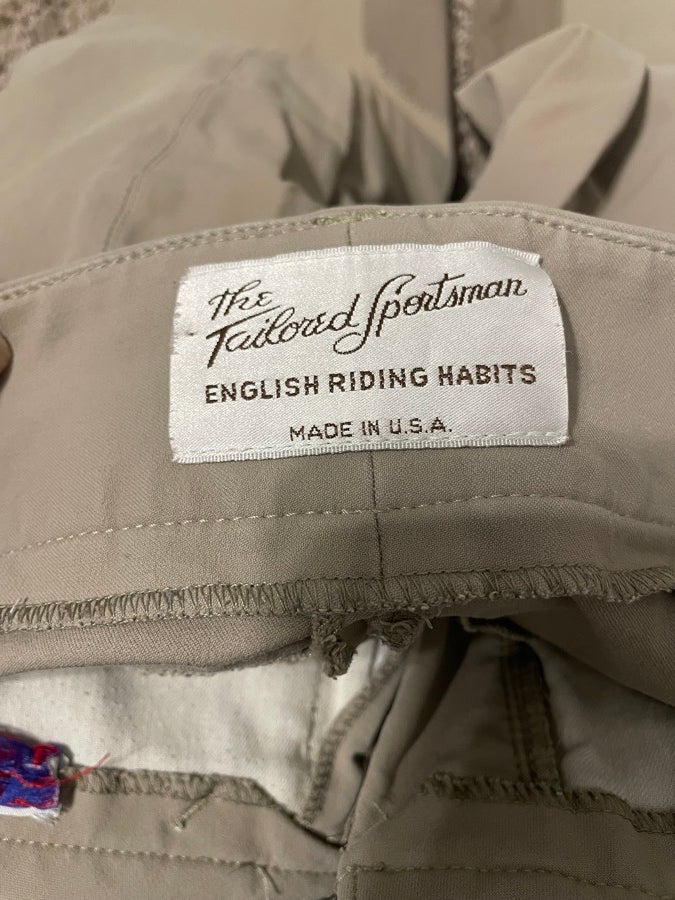 The
Tailored Sportsman
ENGLISH RIDING HABITS
MADE IN U.S.A.